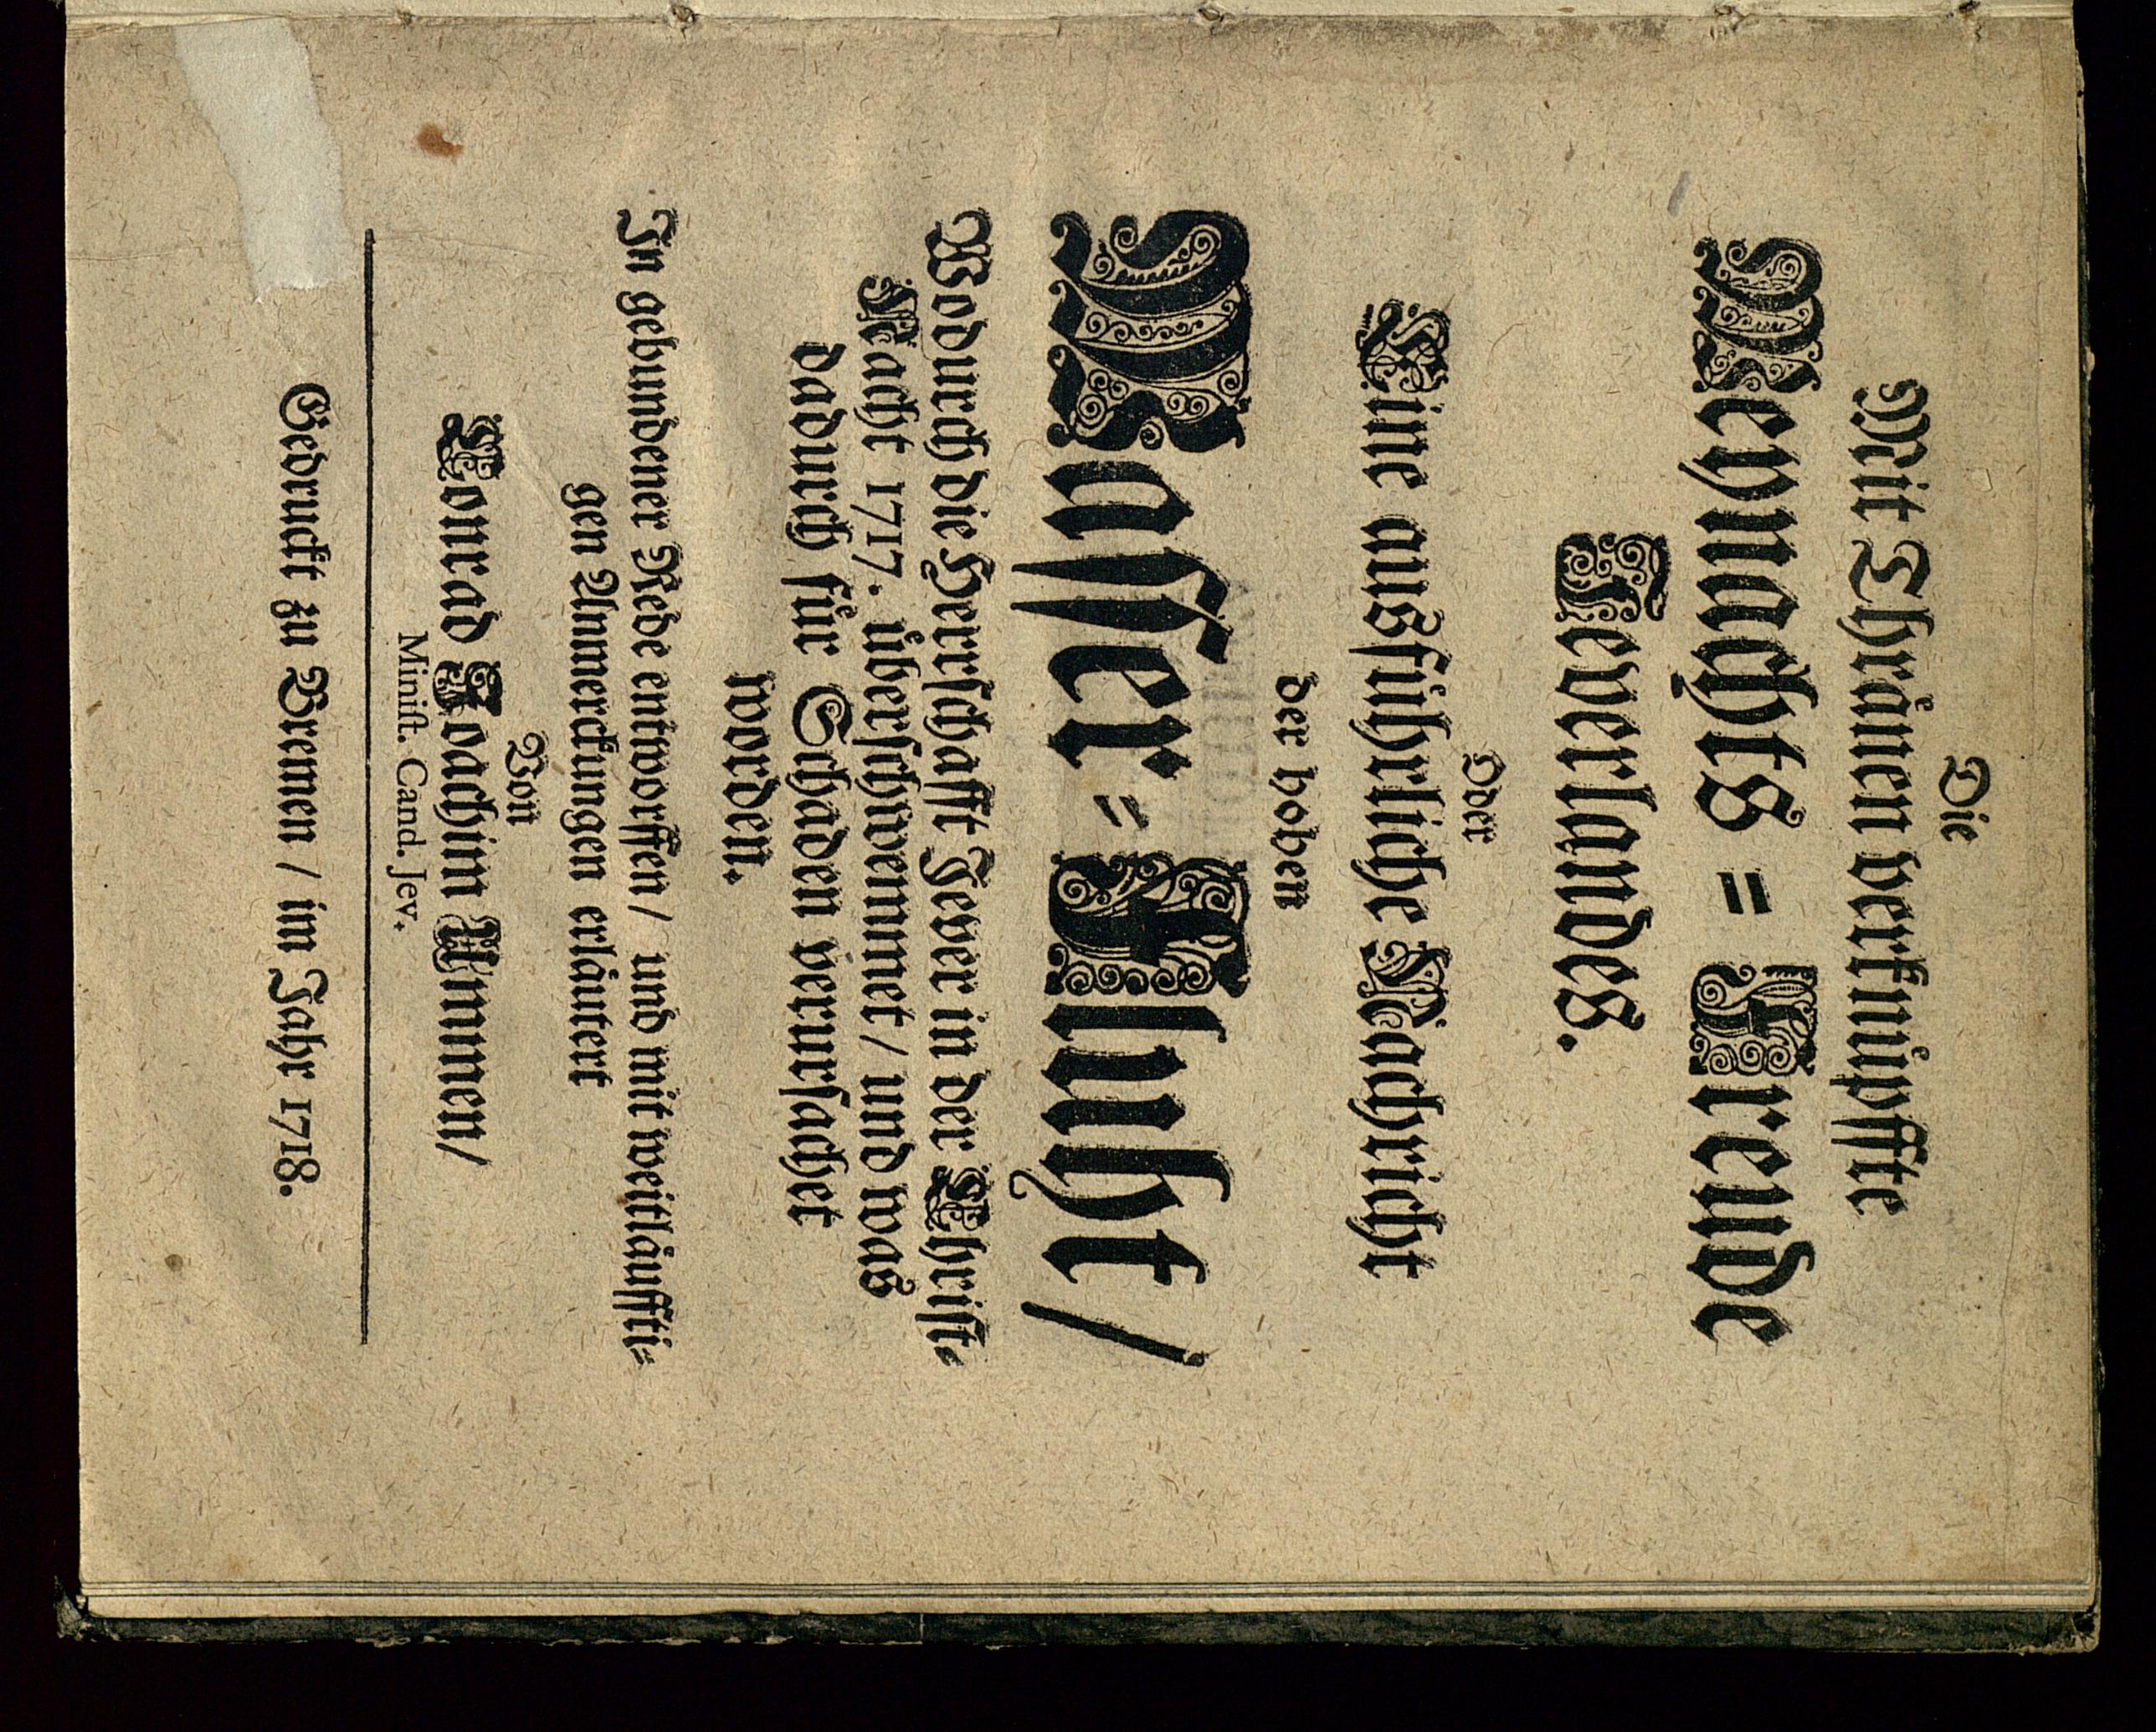 Die
Mit Thränen verknüpffte
Weynachts = Freude
Jeverlandes.
Oder
Eine ausführliche Nachricht
der hohen
Wasser = Fluht /
Wodurch die Herrschafft Jever in der Christ-
Nacht 1717. überschwemmet / und was
dadurch für Schaden verursachet
worden.
In gebundener Rede entworffen / und mit weitläuffti=
gen Anmerckungen erläutert
Von
Conrad Joachim Ummen /
Minist. Cand. Jev.
Gedruckt zu Bremen / im Jahr 1718.